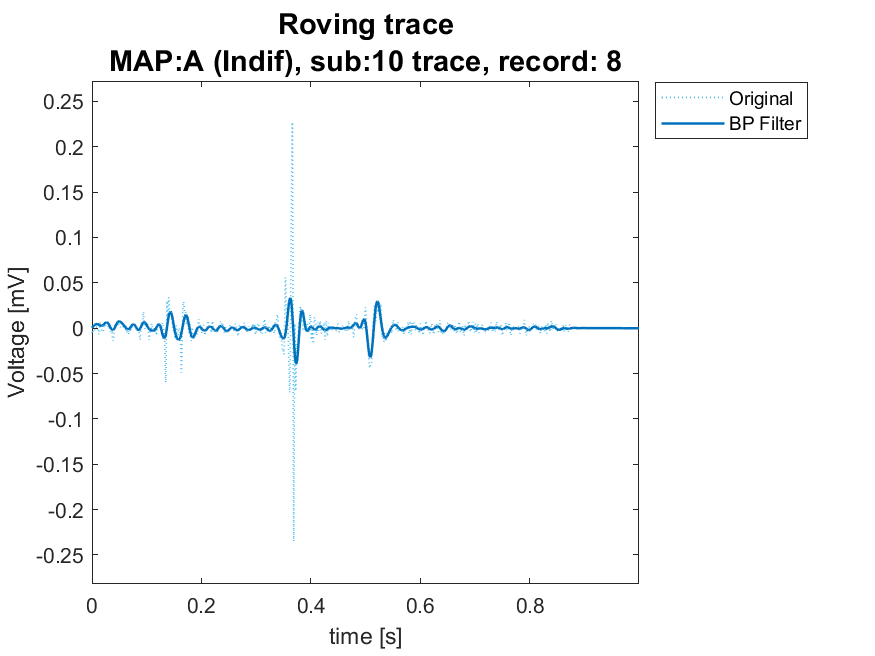 Roving trace
MAP:A (Indif), sub:10 trace, record: 8
Original
BP Filter
0.25
0.2
0.15
0.1
0.05
0
-0.05
-0.1
-0.15
-0.2
-0.25
Voltage [mV]
0 0.2 0.4 0.6 0.8
time [s]